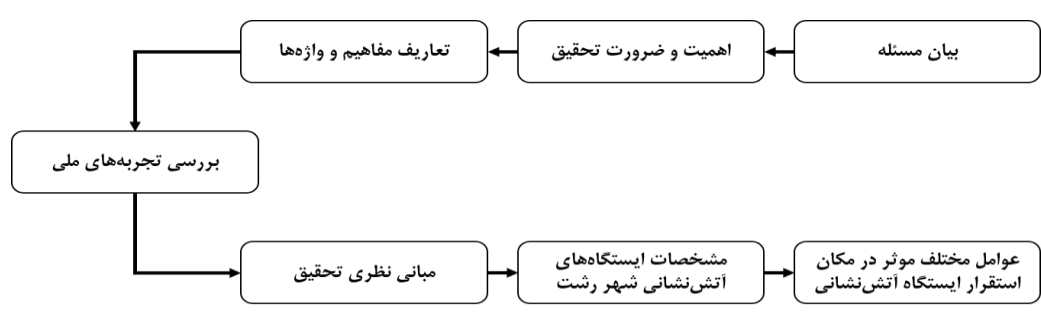 بیان مسئله
اهمیت و ضرورت تحقیق
تعاریف مفاهیم و واژه‌ها
بررسی تجربه‌های ملی
مبانی نظری تحقیق
مشخصات ایستگاه‌های
آتش‌نشانی شهر رشت
عوامل مختلف موثر در مکان
استقرار ایستگاه آتش‌نشانی